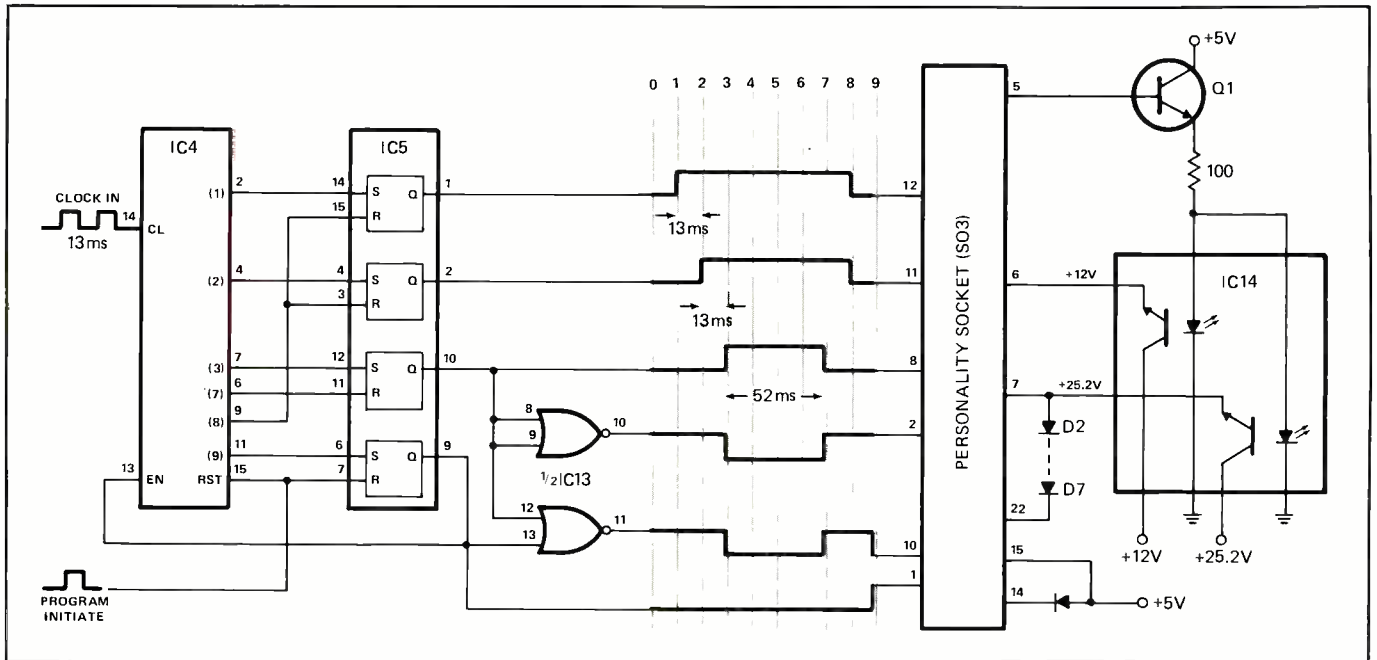 +5V
0 1 2 3 4 5 6 7 8 9
5
Q1
IC4
IC5
100
CLOCK IN
14
CL
13ms
(1)
2
14
S
Q
1
15
R
12
13ms
(2)
4
4
S
Q
2
3
R
11
13ms
6
+12V
IC14
(3)
7
12
S
Q
10
(7)
6
11
R
8
52ms
7
+25.2V
(8)
9
8
9
10
2
D2
(9)
11
6
S
Q
9
13
EN
RST
15
7
R
1/2IC13
D7
12
13
11
22
10
15
1
14
+5V
+12V
+25.2V
PROGRAM
INITIATE
PERSONALITY SOCKET (SO3)